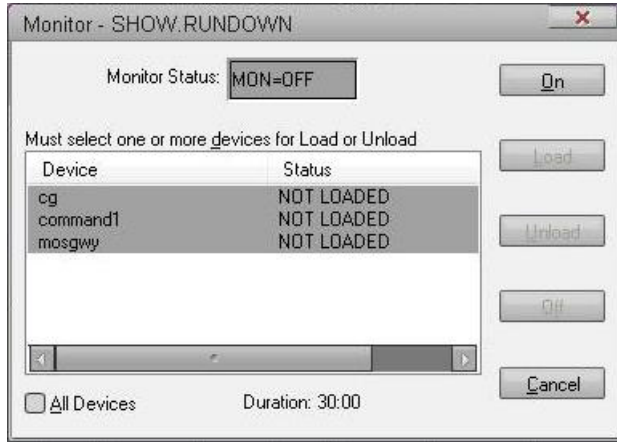 Monitor - SHOW.RUNDOWN
Monitor Status: MON=OFF
On
Must select one or more devices for Load or Unload
Load
Device Status
cg NOT LOADED
command1 NOT LOADED
mosgwy NOT LOADED
Unload
Off
Cancel
All Devices Duration: 30:00